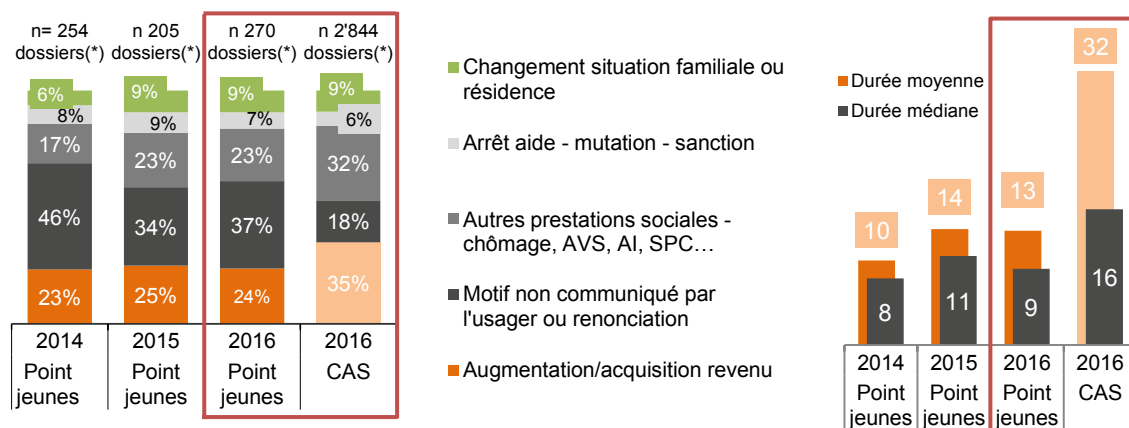 n= 254 dossiers(*)
n 205 dossiers(*)
n 270 dossiers(*)
n 2'844 dossiers(*)
6%
9%
9%
9%
8%
9%
7%
6%
17%
23%
23%
32%
46%
34%
37%
18%
23%
25%
24%
35%
2014
2015
2016
2016
Point jeunes
Point jeunes
Point jeunes
CAS
Changement situation familiale ou
résidence
Arrêt aide - mutation - sanction
Autres prestations sociales -
chômage, AVS, AI, SPC…
Motif non communiqué par
l'usager ou renonciation
Augmentation/acquisition revenu
Durée moyenne
Durée médiane
10
14
13
32
8
11
9
16
2014
2015
2016
2016
Point jeunes
Point jeunes
Point jeunes
CAS